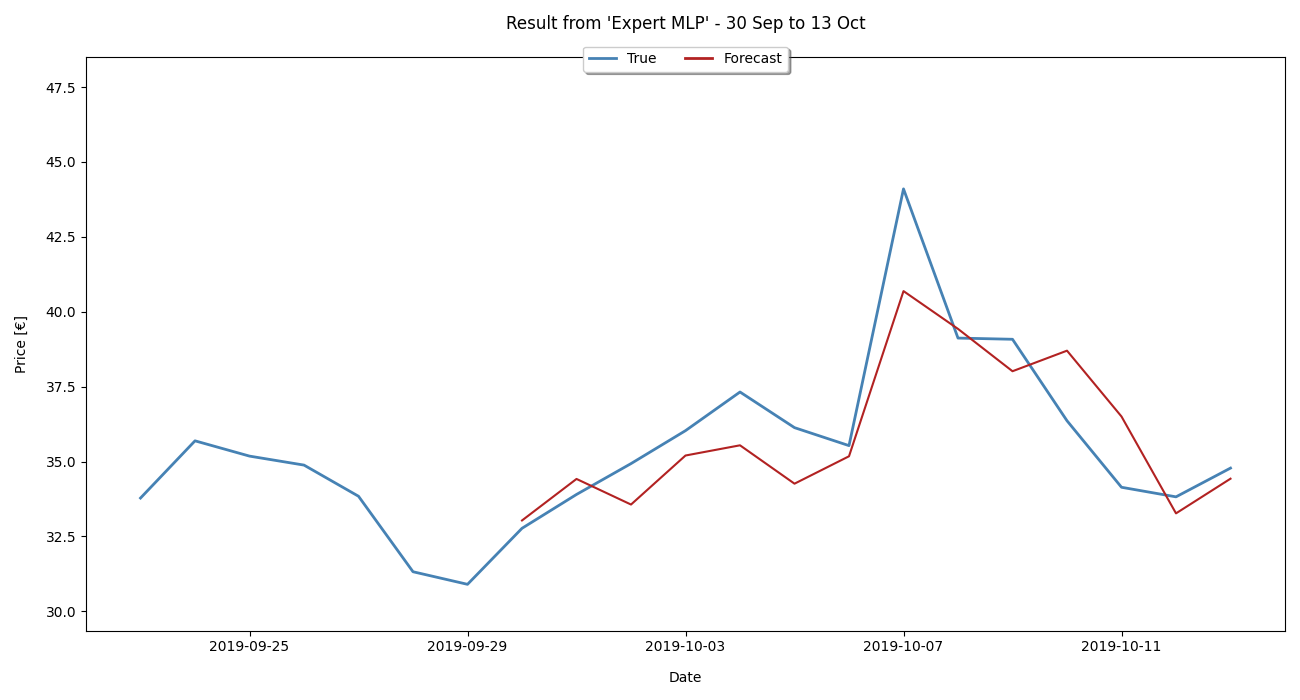 Result from 'Expert MLP' - 30 Sep to 13 Oct
True Forecast
47.5
45.0
42.5
40.0
37.5
35.0
32.5
30.0
Price [€]
2019-09-25 2019-09-29 2019-10-03 2019-10-07 2019-10-11
Date